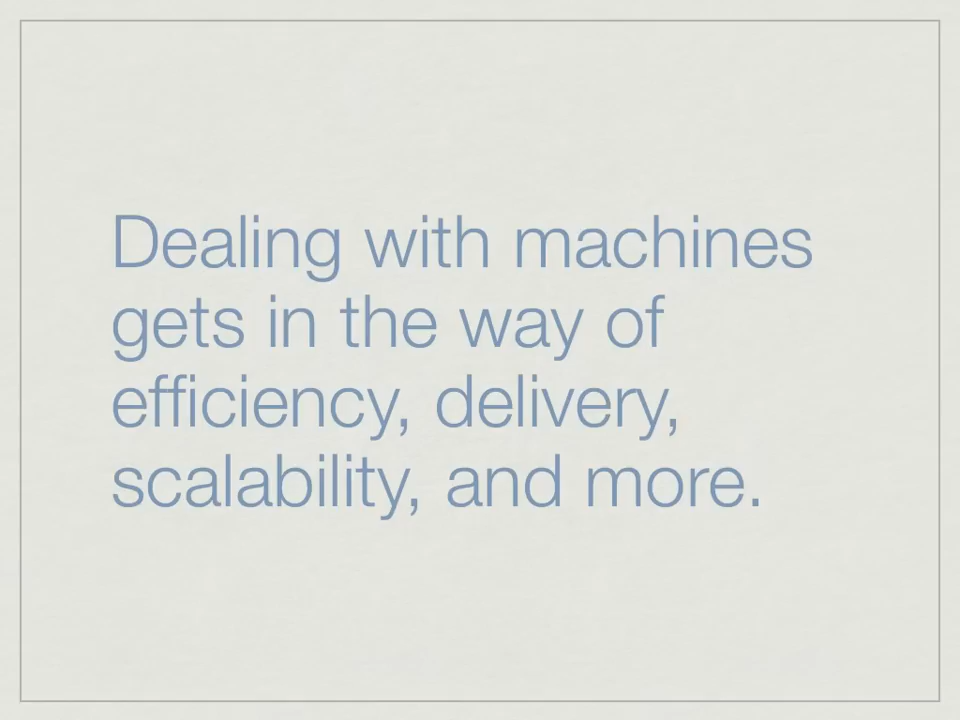 Dealing with machines
gets in the way of
efficiency, delivery,
scalability, and more.